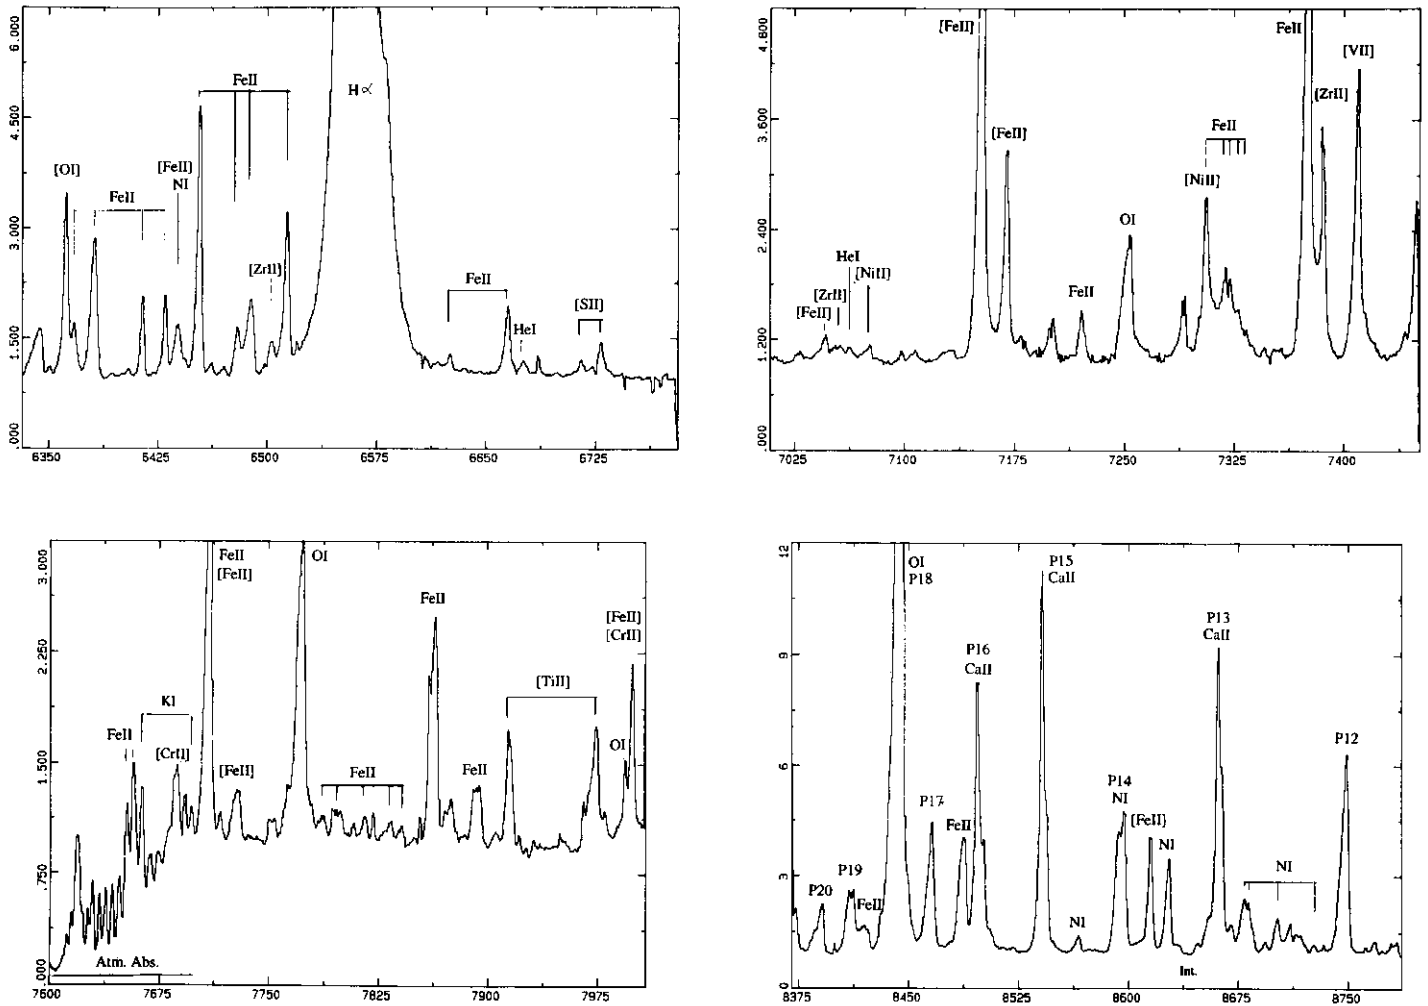 6.000
4.500
3.000
1.500
.000
[OI]
FeII
[FeII]
NI
FeII
[ZrII]
H∝
FeII
HeI
[SII]
6350 6425 6500 6575 6650 6725
4.800
3.600
2.400
1.200
.000
[FeII]
[FeII]
[FeII]
[ZrII]
HeI
[NiII]
FeII
OI
FeII
[NiII]
FeII
[ZrII]
[VII]
7025 7100 7175 7250 7325 7400
3.000
2.250
1.500
.750
.000
FeII
KI
[CrII]
FeII
[FeII]
[FeII]
OI
FeII
FeII
FeII
[TiII]
OI
[FeII]
[CrII]
Atm. Abs.
7600 7675 7750 7825 7900 7975
12
9
6
3
0
P20
P19
FeII
OI
P18
P17
FeII
P16
CaII
P15
CaII
NI
P14
NI
[FeII]
NI
P13
CaII
NI
P12
Int.
8375 8450 8525 8600 8675 8750